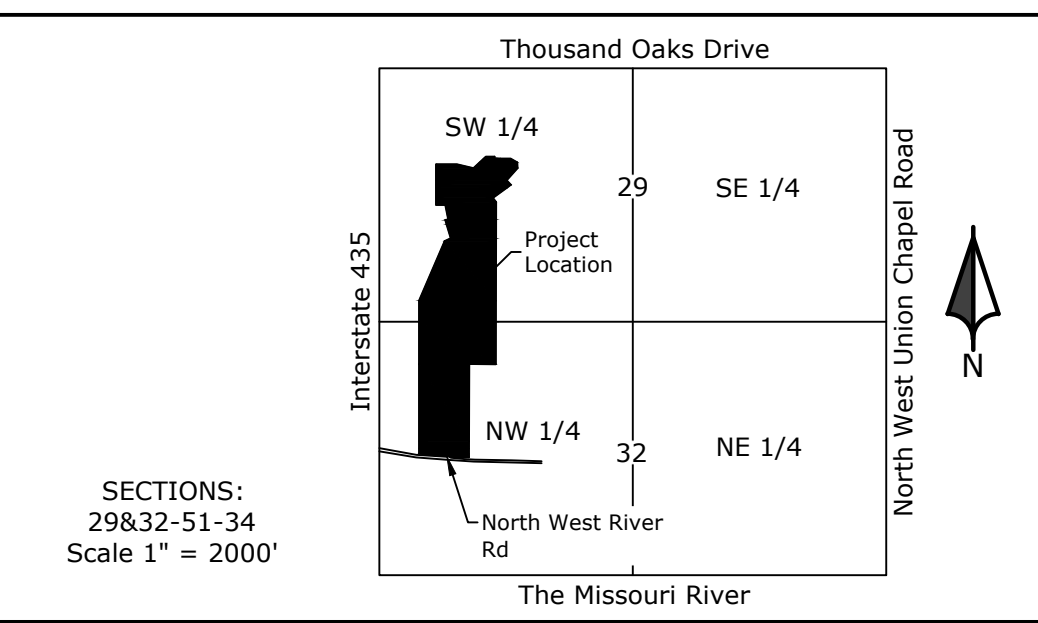 Thousand Oaks Drive
SW 1/4
29
SE 1/4
Project
Location
Interstate 435
North West Union Chapel Road
N
NW 1/4
32
NE 1/4
SECTIONS:
29&32-51-34
Scale 1" = 2000'
North West River
Rd
The Missouri River